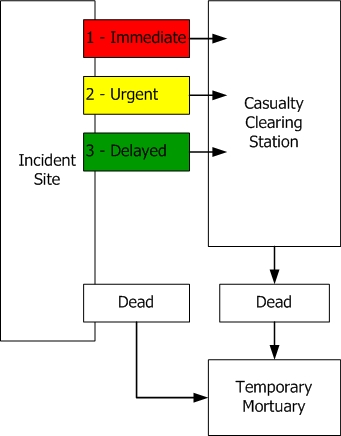 1 - Immediate
2 - Urgent
3 - Delayed
Incident
Site
Casualty
Clearing
Station
Dead
Dead
Temporary
Mortuary